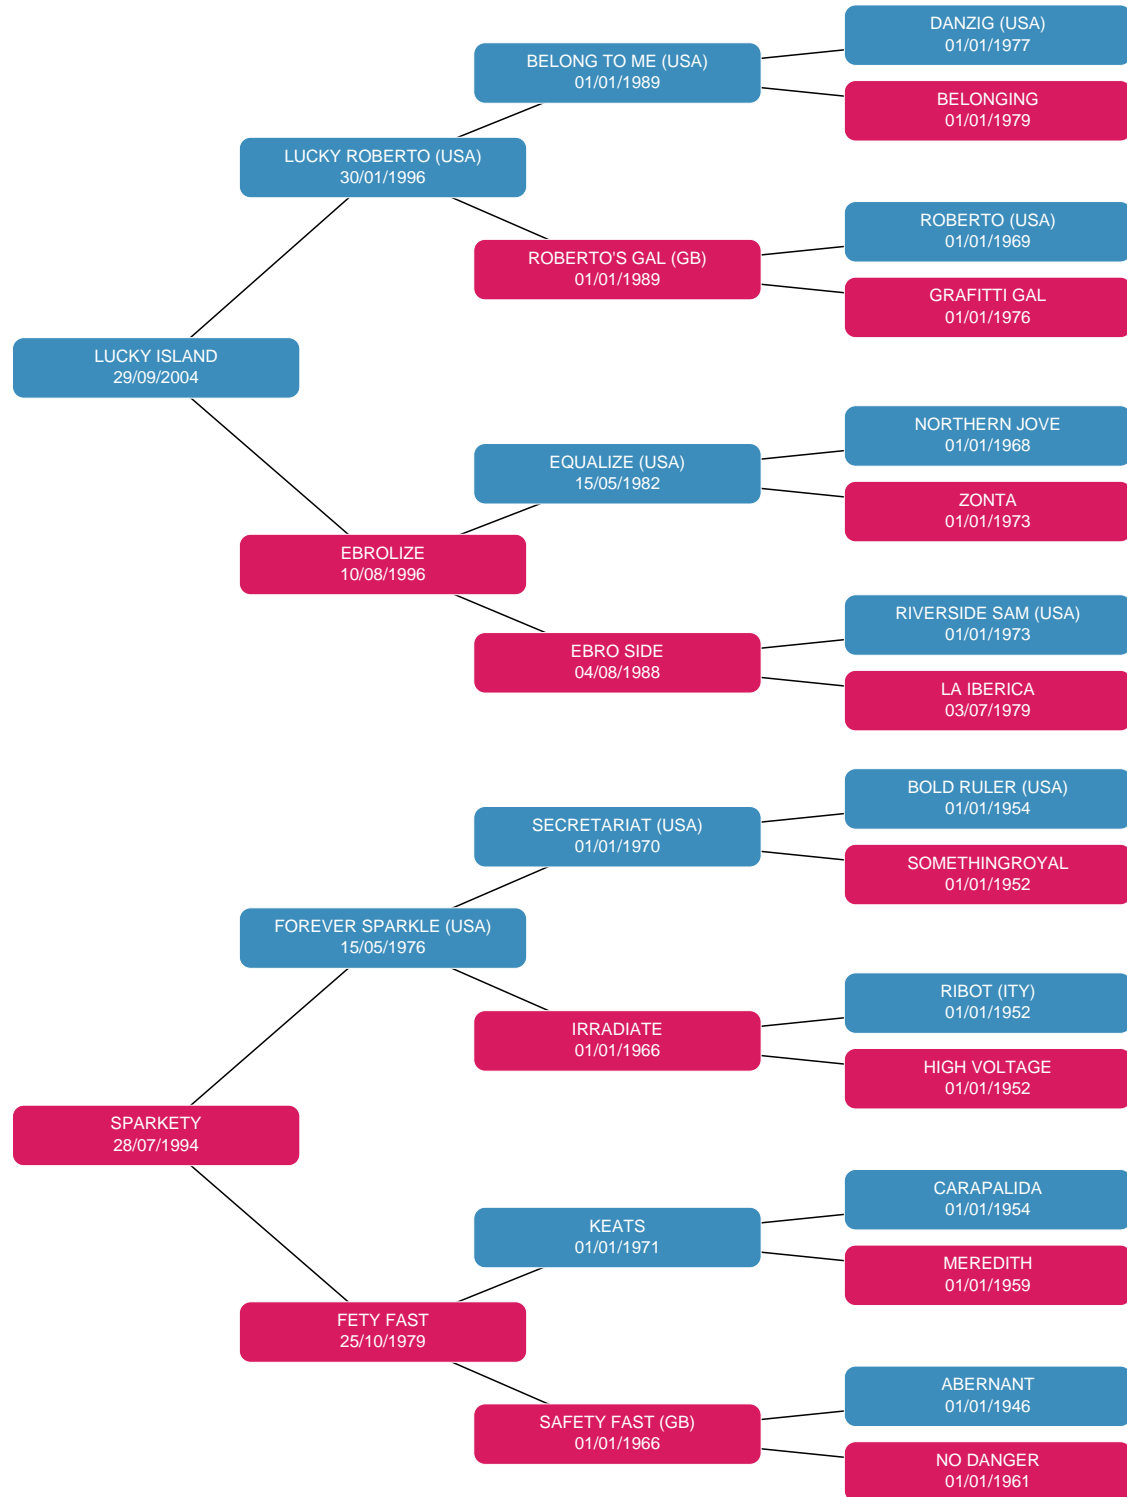 DANZIG (USA)
01/01/1977
BELONG TO ME (USA)
01/01/1989
BELONGING
01/01/1979
LUCKY ROBERTO (USA)
30/01/1996
ROBERTO (USA)
01/01/1969
ROBERTO'S GAL (GB)
01/01/1989
GRAFITTI GAL
01/01/1976
LUCKY ISLAND
29/09/2004
NORTHERN JOVE
01/01/1968
EQUALIZE (USA)
15/05/1982
ZONTA
01/01/1973
EBROLIZE
10/08/1996
RIVERSIDE SAM (USA)
01/01/1973
EBRO SIDE
04/08/1988
LA IBERICA
03/07/1979
BOLD RULER (USA)
01/01/1954
SECRETARIAT (USA)
01/01/1970
SOMETHINGROYAL
01/01/1952
FOREVER SPARKLE (USA)
15/05/1976
RIBOT (ITY)
01/01/1952
IRRADIATE
01/01/1966
HIGH VOLTAGE
01/01/1952
SPARKETY
28/07/1994
CARAPALIDA
01/01/1954
KEATS
01/01/1971
MEREDITH
01/01/1959
FETY FAST
25/10/1979
ABERNANT
01/01/1946
SAFETY FAST (GB)
01/01/1966
NO DANGER
01/01/1961